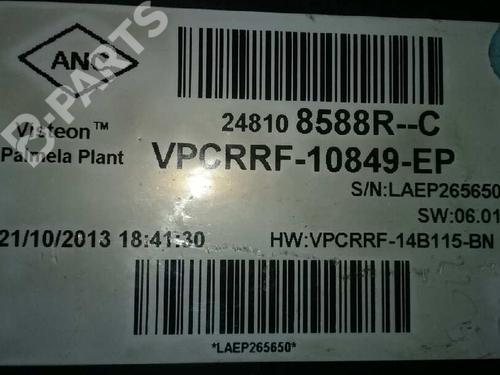 ANC
B-PARTS
Visteon™
Palmela Plant
24810 8588R--C
VPCRRF-10849-EP
S/N:LAEP265650
SW:06.01
21/10/2013 18:41:30
HW:VPCRRF-14B115-BN
*LAEP265650*